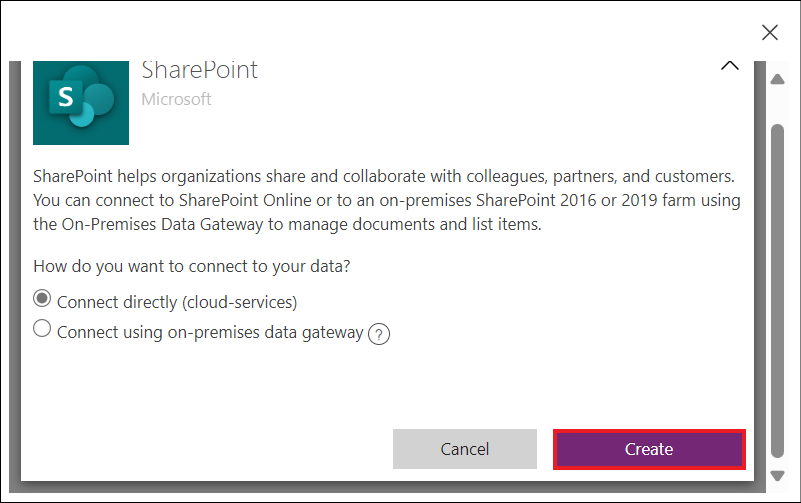 SharePoint
Microsoft
S
SharePoint helps organizations share and collaborate with colleagues, partners, and customers.
You can connect to SharePoint Online or to an on-premises SharePoint 2016 or 2019 farm using
the On-Premises Data Gateway to manage documents and list items.
How do you want to connect to your data?
Connect directly (cloud-services)
Connect using on-premises data gateway ?
Cancel
Create